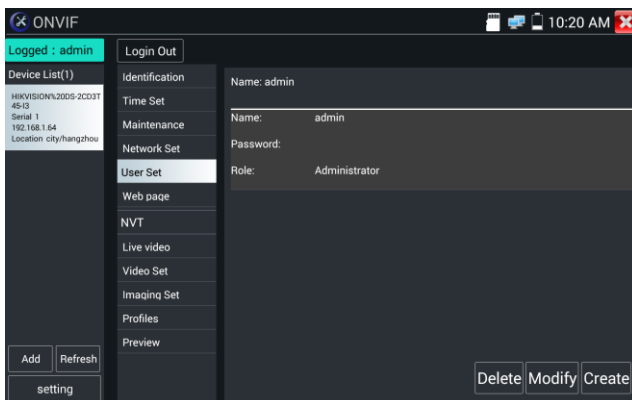 ONVIF
10:20 AM
Logged : admin
Login Out
Device List(1)
HIKVISION%20DS-2CD3T
45-I3
Serial 1
192.168.1.64
Location city/hangzhou
Identification
Time Set
Maintenance
Network Set
User Set
Web page
NVT
Live video
Video Set
Imaging Set
Profiles
Preview
Name: admin
Name: admin
Password:
Role: Administrator
Add
Refresh
setting
Delete
Modify
Create